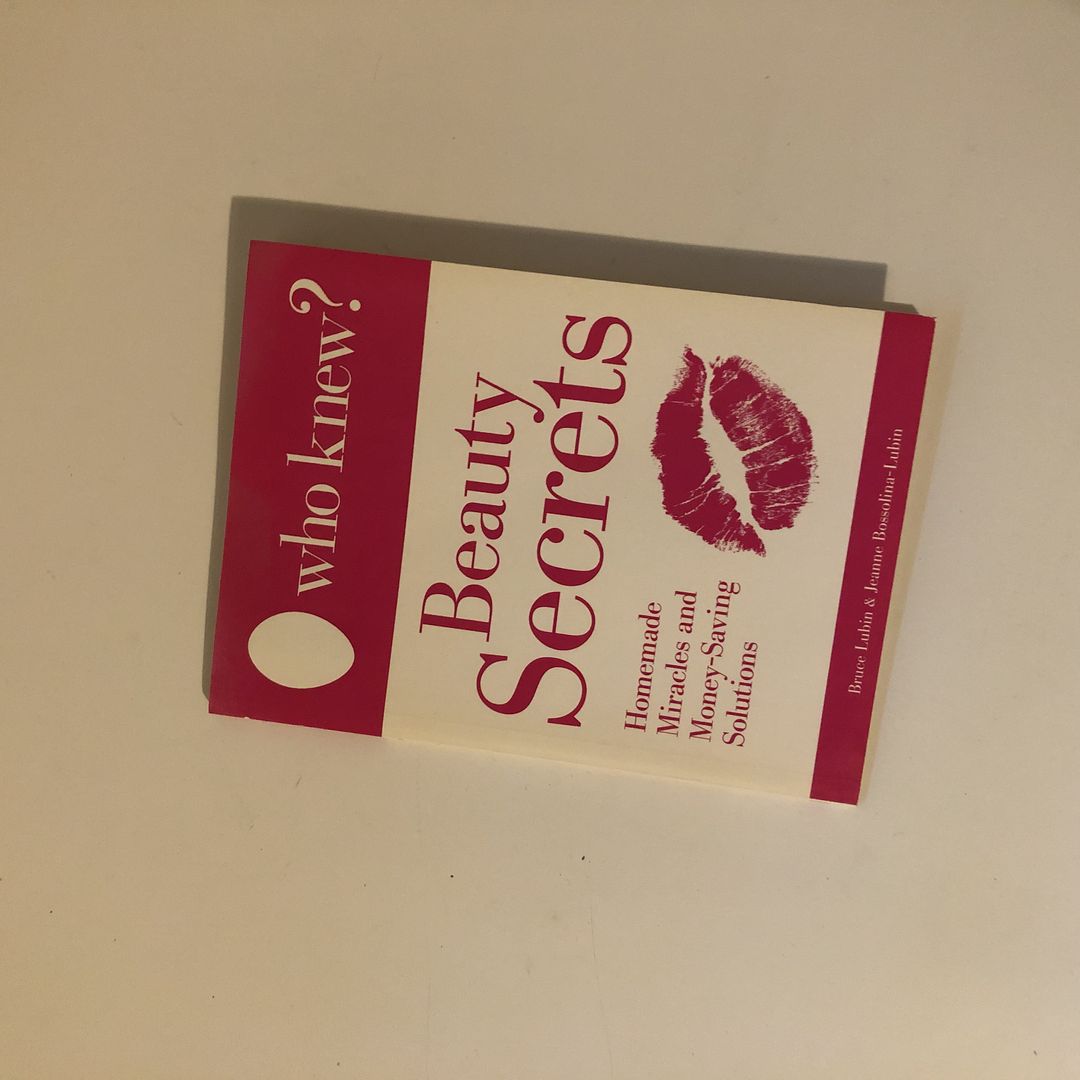 who knew?
Beauty
Secrets
Homemade
Miracles and
Money-Saving
Solutions
Bruce Lubin & Jeanne Bossolina-Lubin